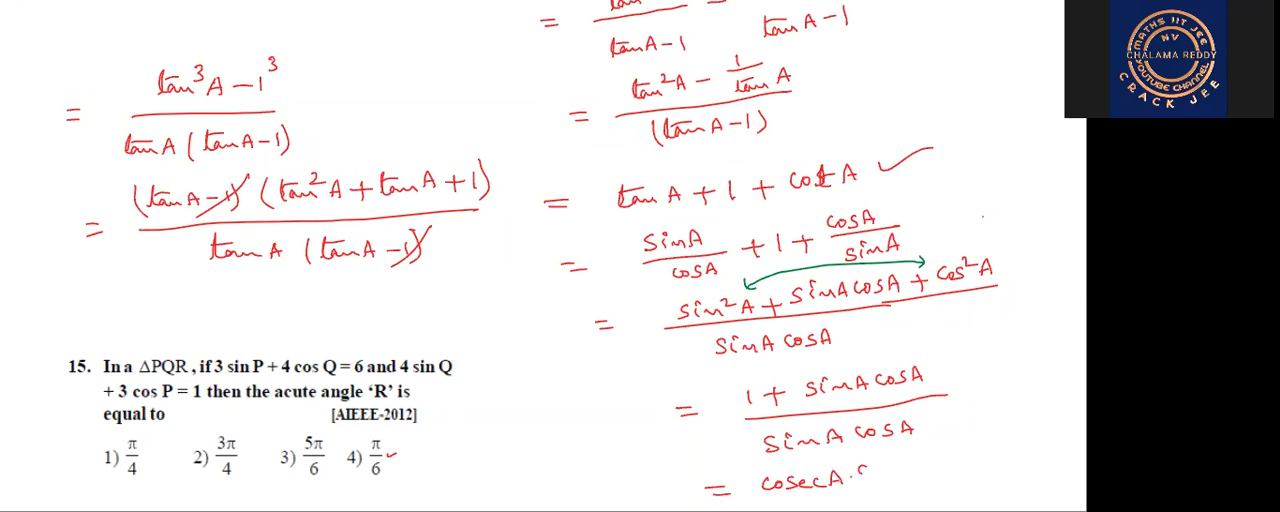 = tan³A − 1³ / tanA (tanA − 1)
= (tanA − 1) (tan²A + tanA + 1) / tanA (tanA − 1)
15. In a ΔPQR, if 3 sin P + 4 cos Q = 6 and 4 sin Q
+ 3 cos P = 1 then the acute angle ‘R’ is
equal to [AIEEE-2012]
1) π/4 2) 3π/4 3) 5π/6 4) π/6
=
tanA − 1 tanA − 1
= tan²A − 1/tanA / (tanA − 1)
= tanA + 1 + cotA
= sinA/cosA + 1 + cosA/sinA
= sin²A + sinAcosA + cos²A / sinA cosA
= 1 + sinAcosA / sinA cosA
= cosecA .
MATHS IIT JEE
NV
CHALAMA REDDY
YOUTUBE CHANNEL
CRACK JEE